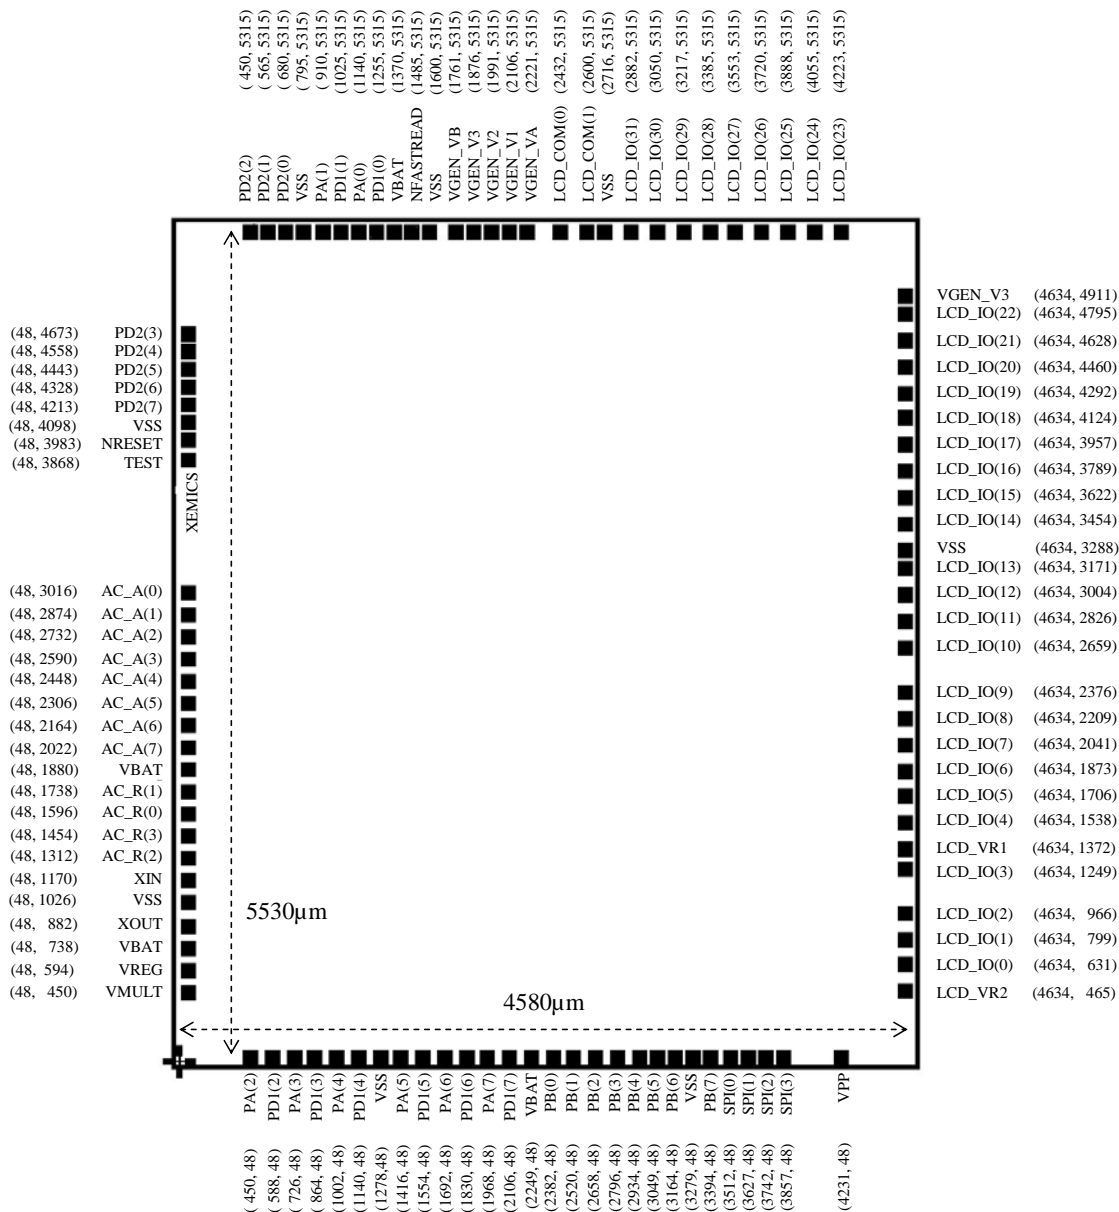 ( 450, 5315)
( 565, 5315)
( 680, 5315)
( 795, 5315)
( 910, 5315)
(1025, 5315)
(1140, 5315)
(1255, 5315)
(1370, 5315)
(1485, 5315)
(1600, 5315)
(1761, 5315)
(1876, 5315)
(1991, 5315)
(2106, 5315)
(2221, 5315)
(2432, 5315)
(2600, 5315)
(2716, 5315)
(2882, 5315)
(3050, 5315)
(3217, 5315)
(3385, 5315)
(3553, 5315)
(3720, 5315)
(3888, 5315)
(4055, 5315)
(4223, 5315)
PD2(2)
PD2(1)
PD2(0)
VSS
PA(1)
PD1(1)
PA(0)
PD1(0)
VBAT
NFASTREAD
VSS
VGEN_VB
VGEN_V3
VGEN_V2
VGEN_V1
VGEN_VA
LCD_COM(0)
LCD_COM(1)
VSS
LCD_IO(31)
LCD_IO(30)
LCD_IO(29)
LCD_IO(28)
LCD_IO(27)
LCD_IO(26)
LCD_IO(25)
LCD_IO(24)
LCD_IO(23)
(48, 4673) PD2(3)
(48, 4558) PD2(4)
(48, 4443) PD2(5)
(48, 4328) PD2(6)
(48, 4213) PD2(7)
(48, 4098) VSS
(48, 3983) NRESET
(48, 3868) TEST
XEMICS
(48, 3016) AC_A(0)
(48, 2874) AC_A(1)
(48, 2732) AC_A(2)
(48, 2590) AC_A(3)
(48, 2448) AC_A(4)
(48, 2306) AC_A(5)
(48, 2164) AC_A(6)
(48, 2022) AC_A(7)
(48, 1880) VBAT
(48, 1738) AC_R(1)
(48, 1596) AC_R(0)
(48, 1454) AC_R(3)
(48, 1312) AC_R(2)
(48, 1170) XIN
(48, 1026) VSS
(48, 882) XOUT
(48, 738) VBAT
(48, 594) VREG
(48, 450) VMULT
5530µm
4580µm
VGEN_V3 (4634, 4911)
LCD_IO(22) (4634, 4795)
LCD_IO(21) (4634, 4628)
LCD_IO(20) (4634, 4460)
LCD_IO(19) (4634, 4292)
LCD_IO(18) (4634, 4124)
LCD_IO(17) (4634, 3957)
LCD_IO(16) (4634, 3789)
LCD_IO(15) (4634, 3622)
LCD_IO(14) (4634, 3454)
VSS (4634, 3288)
LCD_IO(13) (4634, 3171)
LCD_IO(12) (4634, 3004)
LCD_IO(11) (4634, 2826)
LCD_IO(10) (4634, 2659)
LCD_IO(9) (4634, 2376)
LCD_IO(8) (4634, 2209)
LCD_IO(7) (4634, 2041)
LCD_IO(6) (4634, 1873)
LCD_IO(5) (4634, 1706)
LCD_IO(4) (4634, 1538)
LCD_VR1 (4634, 1372)
LCD_IO(3) (4634, 1249)
LCD_IO(2) (4634, 966)
LCD_IO(1) (4634, 799)
LCD_IO(0) (4634, 631)
LCD_VR2 (4634, 465)
PA(2)
PD1(2)
PA(3)
PD1(3)
PA(4)
PD1(4)
VSS
PA(5)
PD1(5)
PA(6)
PD1(6)
PA(7)
PD1(7)
VBAT
PB(0)
PB(1)
PB(2)
PB(3)
PB(4)
PB(5)
PB(6)
VSS
PB(7)
SPI(0)
SPI(1)
SPI(2)
SPI(3)
VPP
( 450, 48)
( 588, 48)
( 726, 48)
( 864, 48)
(1002, 48)
(1140, 48)
(1278,48)
(1416, 48)
(1554, 48)
(1692, 48)
(1830, 48)
(1968, 48)
(2106, 48)
(2249, 48)
(2382, 48)
(2520, 48)
(2658, 48)
(2796, 48)
(2934, 48)
(3049, 48)
(3164, 48)
(3279, 48)
(3394, 48)
(3512, 48)
(3627, 48)
(3742, 48)
(3857, 48)
(4231, 48)